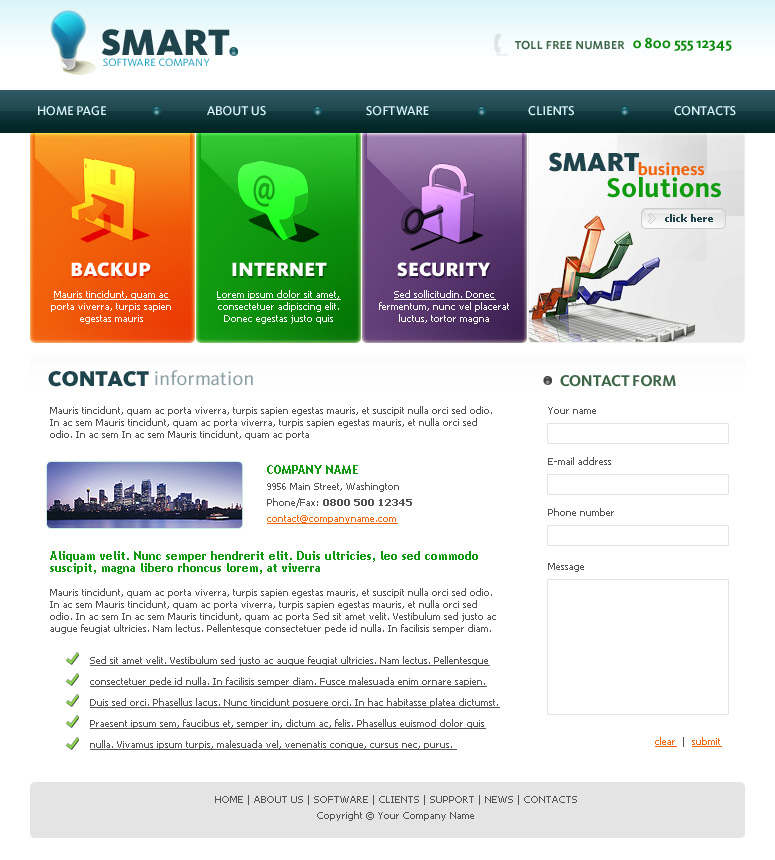 SMART.
SOFTWARE COMPANY
TOLL FREE NUMBER 0 800 555 12345
HOME PAGE
ABOUT US
SOFTWARE
CLIENTS
CONTACTS
BACKUP
Mauris tincidunt, quam ac
porta viverra, turpis sapien
egestas mauris
@
INTERNET
Lorem ipsum dolor sit amet,
consectetuer adipiscing elit.
Donec egestas justo quis
SECURITY
Sed sollicitudin. Donec
fermentum, nunc vel placerat
luctus, tortor magna
SMART business
Solutions
click here
CONTACT information
Mauris tincidunt, quam ac porta viverra, turpis sapien egestas mauris, et suscipit nulla orci sed odio.
In ac sem Mauris tincidunt, quam ac porta viverra, turpis sapien egestas mauris, et nulla orci sed
odio. In ac sem In ac sem Mauris tincidunt, quam ac porta
COMPANY NAME
9956 Main Street, Washington
Phone/Fax: 0800 500 12345
contact@companyname.com
Aliquam velit. Nunc semper hendrerit elit. Duis ultricies, leo sed commodo
suscipit, magna libero rhoncus lorem, at viverra
Mauris tincidunt, quam ac porta viverra, turpis sapien egestas mauris, et suscipit nulla orci sed odio.
In ac sem Mauris tincidunt, quam ac porta viverra, turpis sapien egestas mauris, et nulla orci sed
odio. In ac sem In ac sem Mauris tincidunt, quam ac porta Sed sit amet velit. Vestibulum sed justo ac
augue feugiat ultricies. Nam lectus. Pellentesque consectetuer pede id nulla. In facilisis semper diam.
Sed sit amet velit. Vestibulum sed justo ac augue feugiat ultricies. Nam lectus. Pellentesque
consectetuer pede id nulla. In facilisis semper diam. Fusce malesuada enim ornare sapien.
Duis sed orci. Phasellus lacus. Nunc tincidunt posuere orci. In hac habitasse platea dictumst.
Praesent ipsum sem, faucibus et, semper in, dictum ac, felis. Phasellus euismod dolor quis
nulla. Vivamus ipsum turpis, malesuada vel, venenatis congue, cursus nec, purus.
CONTACT FORM
Your name
E-mail address
Phone number
Message
clear | submit
HOME | ABOUT US | SOFTWARE | CLIENTS | SUPPORT | NEWS | CONTACTS
Copyright © Your Company Name